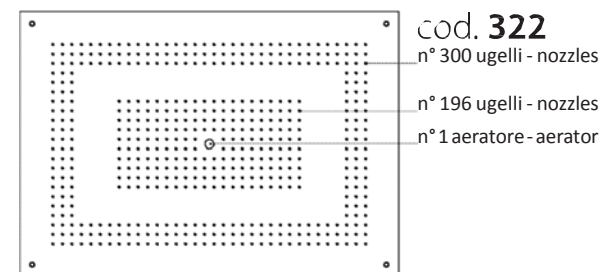 cod. 322
n° 300 ugelli - nozzles
n° 196 ugelli - nozzles
n° 1 aeratore - aerator